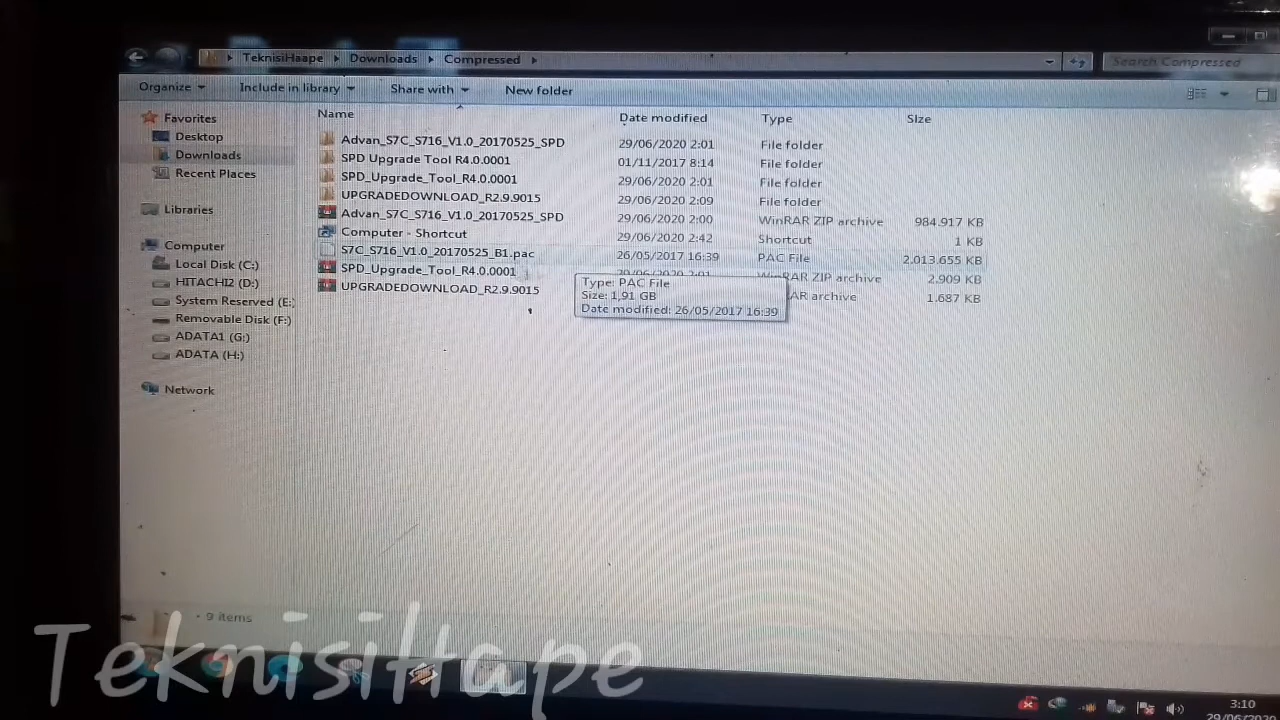 TeknisiHaape Downloads Compressed Search Compressed
Organize Include in library Share with New folder
Name Date modified Type Size
Favorites
Desktop
Downloads
Recent Places
Libraries
Computer
Local Disk (C:)
HITACHI2 (D:)
System Reserved (E:)
Removable Disk (F:)
ADATA1 (G:)
ADATA (H:)
Network
Advan_S7C_S716_V1.0_20170525_SPD 29/06/2020 2:01 File folder
SPD Upgrade Tool R4.0.0001 01/11/2017 8:14 File folder
SPD_Upgrade_Tool_R4.0.0001 29/06/2020 2:01 File folder
UPGRADEDOWNLOAD_R2.9.9015 29/06/2020 2:09 File folder
Advan_S7C_S716_V1.0_20170525_SPD 29/06/2020 2:00 WinRAR ZIP archive 984.917 KB
Computer - Shortcut 29/06/2020 2:42 Shortcut 1 KB
S7C_S716_V1.0_20170525_B1.pac 26/05/2017 16:39 PAC File 2.013.655 KB
SPD_Upgrade_Tool_R4.0.0001 WinRAR ZIP archive 2.909 KB
UPGRADEDOWNLOAD_R2.9.9015 AR archive 1.687 KB
Type: PAC File
Size: 1,91 GB
Date modified: 26/05/2017 16:39
9 items
TeknisiHape
3:10